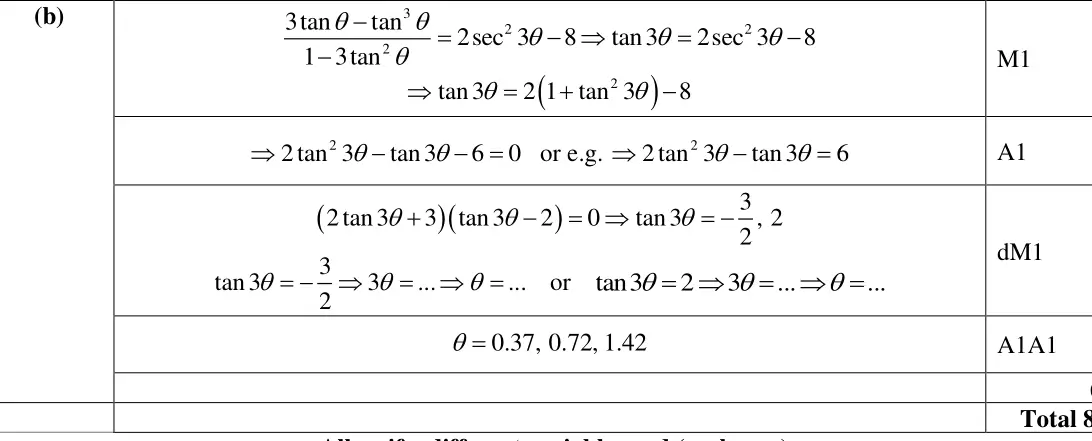 (b)
(3tanθ − tan³θ)/(1 − 3tan²θ) = 2sec²3θ − 8 ⇒ tan3θ = 2sec²3θ − 8
⇒ tan3θ = 2(1 + tan²3θ) − 8
M1
⇒ 2tan²3θ − tan3θ − 6 = 0 or e.g. ⇒ 2tan²3θ − tan3θ = 6
A1
(2tan3θ + 3)(tan3θ − 2) = 0 ⇒ tan3θ = −3/2, 2
tan3θ = −3/2 ⇒ 3θ = ... ⇒ θ = ... or tan3θ = 2 ⇒ 3θ = ... ⇒ θ = ...
dM1
θ = 0.37, 0.72, 1.42
A1A1
(
Total 8